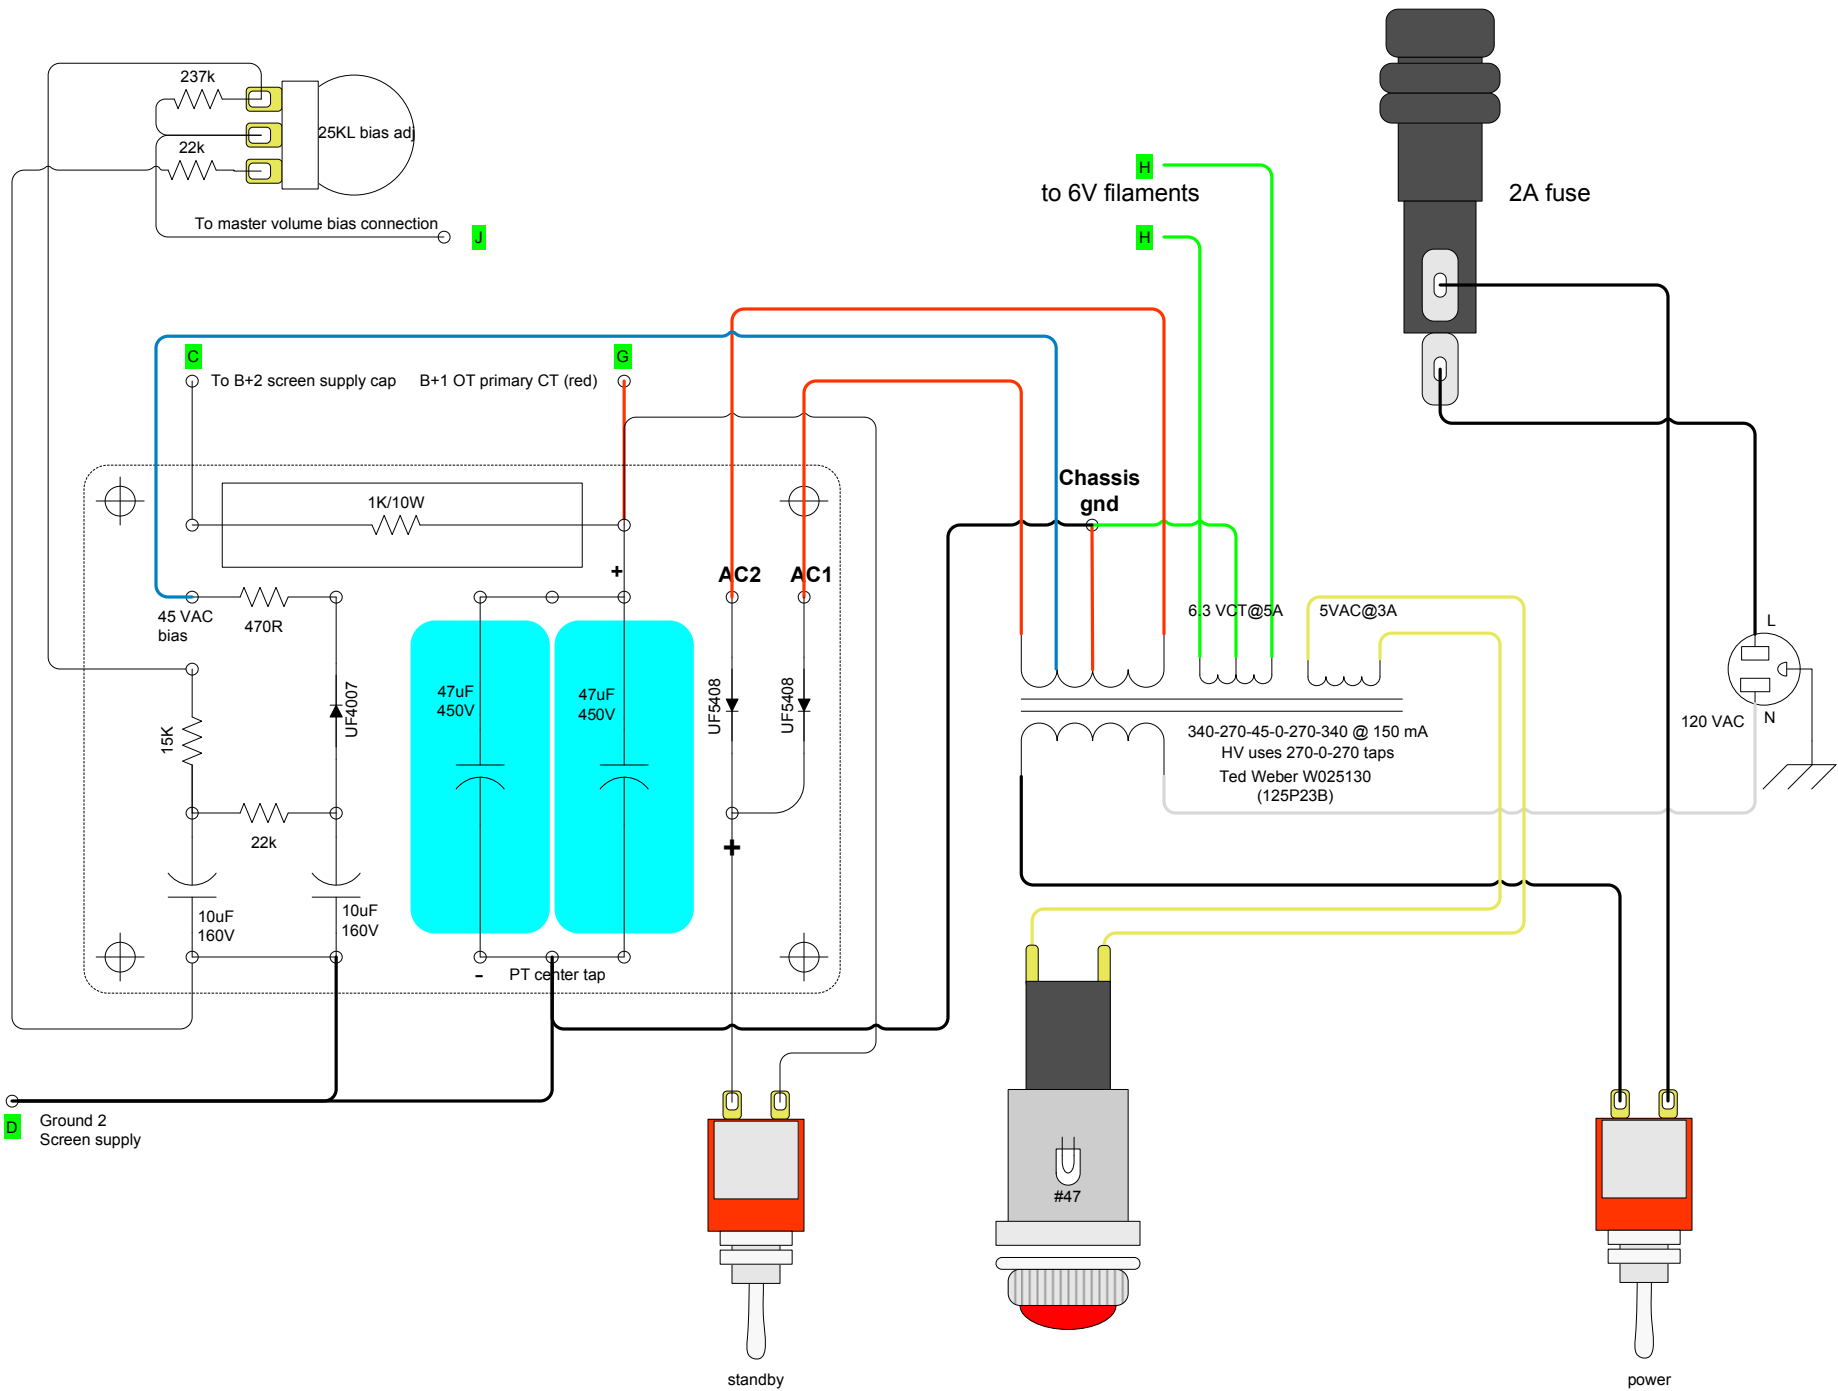 237k
25KL bias adj
22k
To master volume bias connection
J
H
to 6V filaments
H
2A fuse
C
To B+2 screen supply cap
G
B+1 OT primary CT (red)
1K/10W
Chassis
gnd
+
AC2
AC1
45 VAC
bias
470R
6.3 VCT@5A
5VAC@3A
L
N
120 VAC
47uF
450V
47uF
450V
UF4007
UF5408
UF5408
15K
22k
340-270-45-0-270-340 @ 150 mA
HV uses 270-0-270 taps
Ted Weber W025130
(125P23B)
+
10uF
160V
10uF
160V
-
PT center tap
D
Ground 2
Screen supply
#47
standby
power